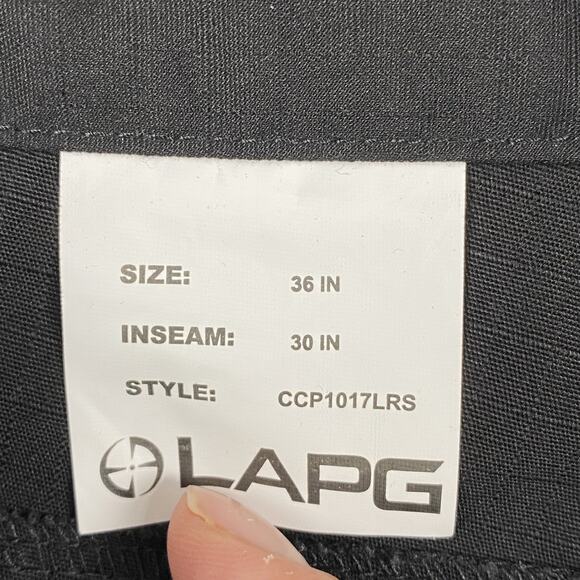 SIZE: 36 IN
INSEAM: 30 IN
STYLE: CCP1017LRS
LAPG